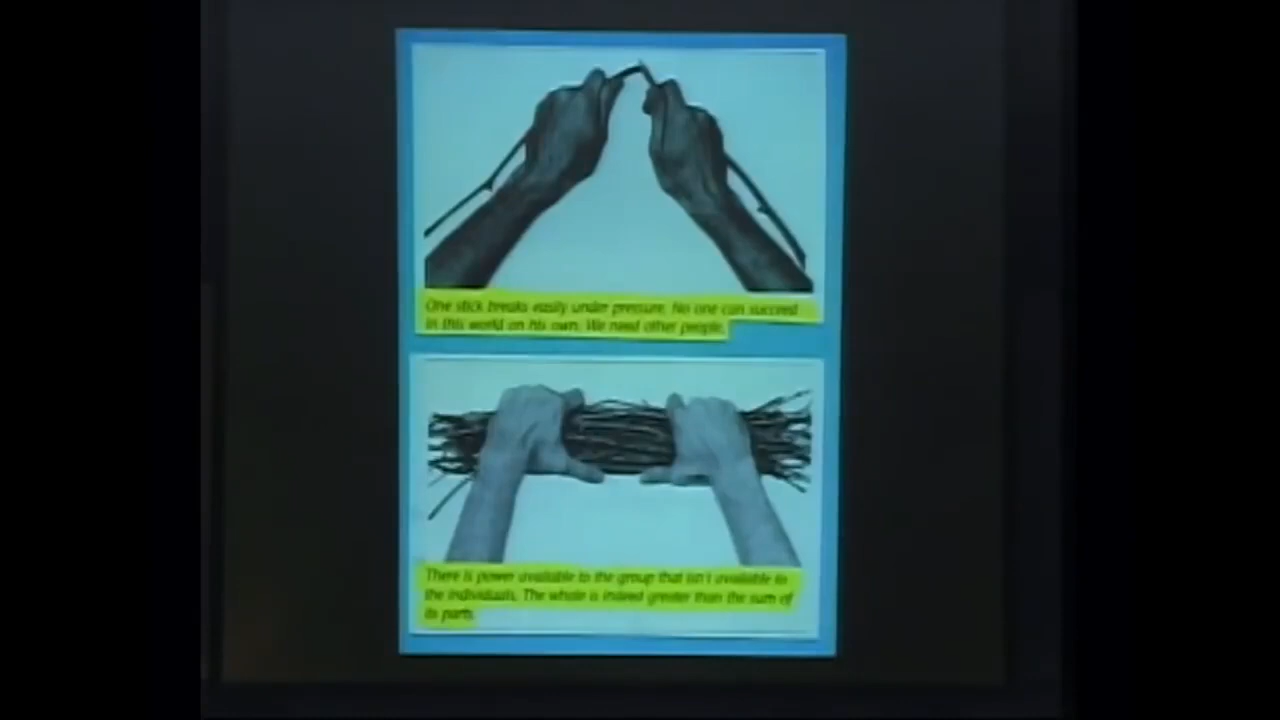 One stick breaks easily under pressure. No one can succeed
in this world on his own. We need other people.
There is power available to the group that isn't available to
the individuals. The whole is indeed greater than the sum of
its parts.